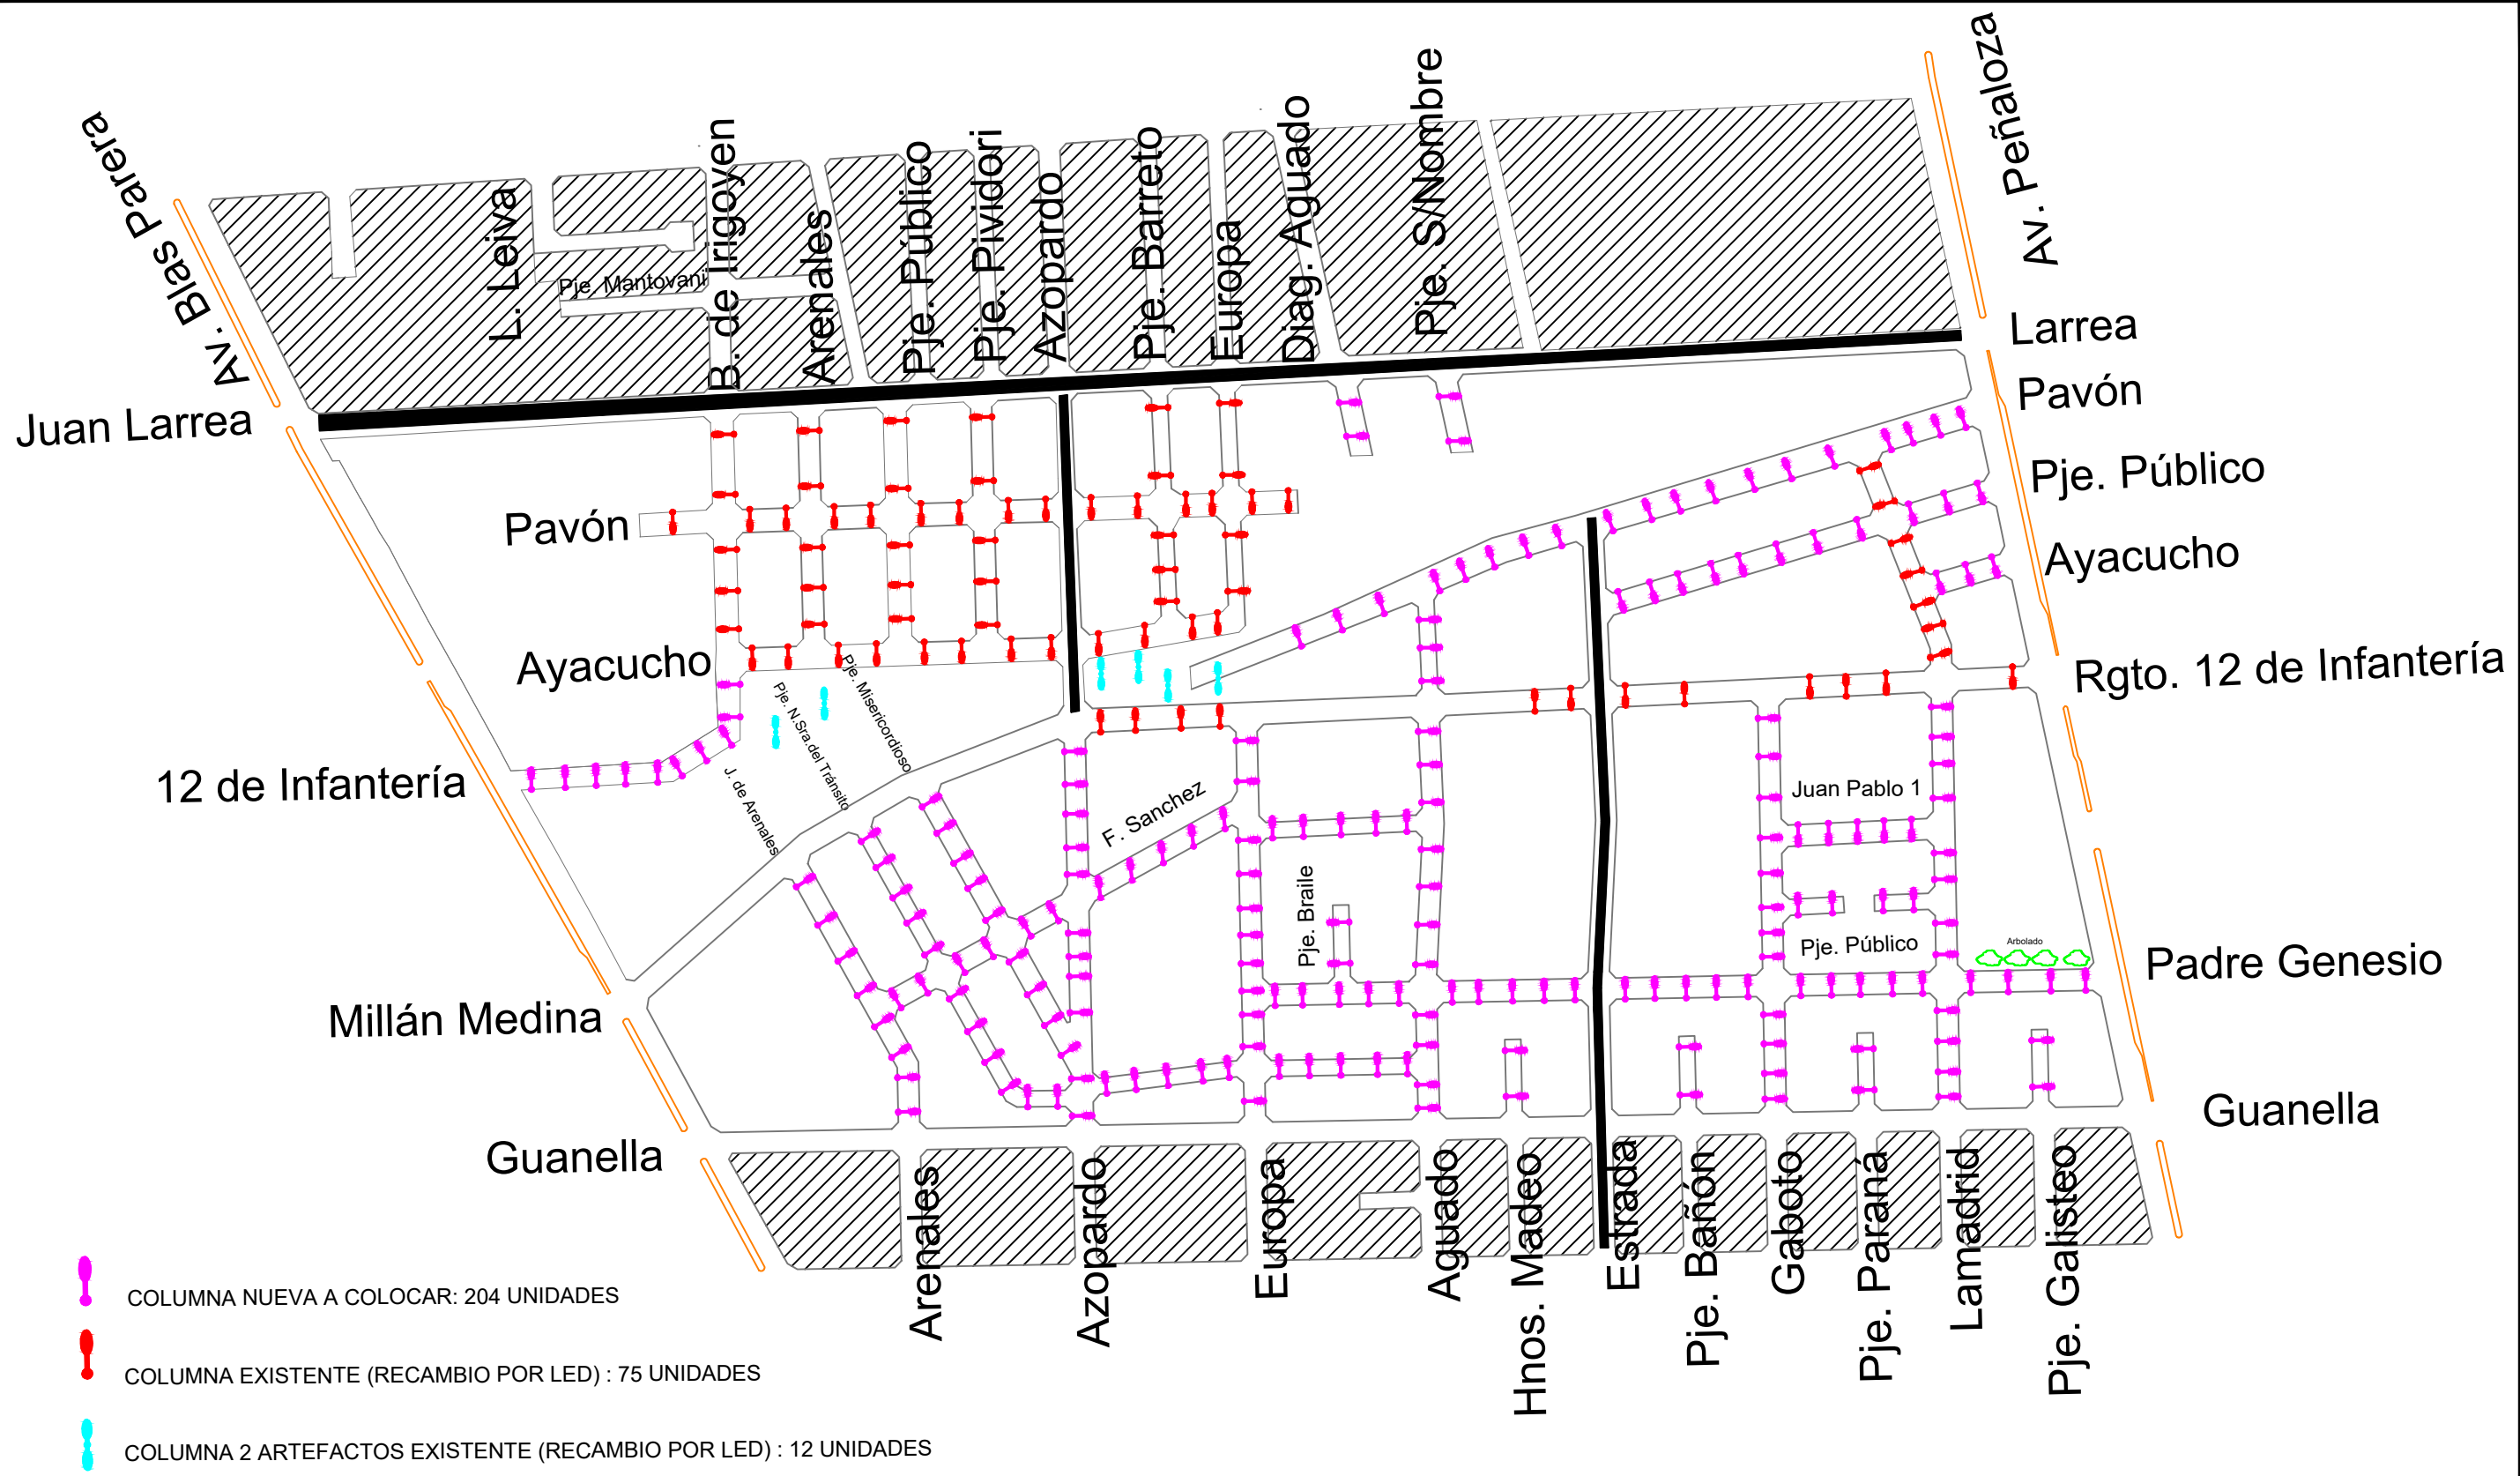 Av. Blas Parera
L. Leiva
Pje. Mantovani
B. de Irigoyen
Arenales
Pje. Público
Pje. Pividori
Azopardo
Pje. Barreto
Europa
Diag. Aguado
Pje. S/Nombre
Av. Peñaloza
Juan Larrea
Larrea
Pavón
Pavón
Pje. Público
Ayacucho
Ayacucho
Rgto. 12 de Infantería
Pje. Misericordioso
Pje. N.Sra.del Tránsito
J. de Arenales
12 de Infantería
F. Sanchez
Juan Pablo 1
Pje. Braile
Pje. Público
Arbolado
Padre Genesio
Millán Medina
Guanella
Guanella
Arenales
Azopardo
Europa
Aguado
Hnos. Madeo
Estrada
Pje. Bañón
Gaboto
Pje. Paraná
Lamadrid
Pje. Galisteo
COLUMNA NUEVA A COLOCAR: 204 UNIDADES
COLUMNA EXISTENTE (RECAMBIO POR LED) : 75 UNIDADES
COLUMNA 2 ARTEFACTOS EXISTENTE (RECAMBIO POR LED) : 12 UNIDADES